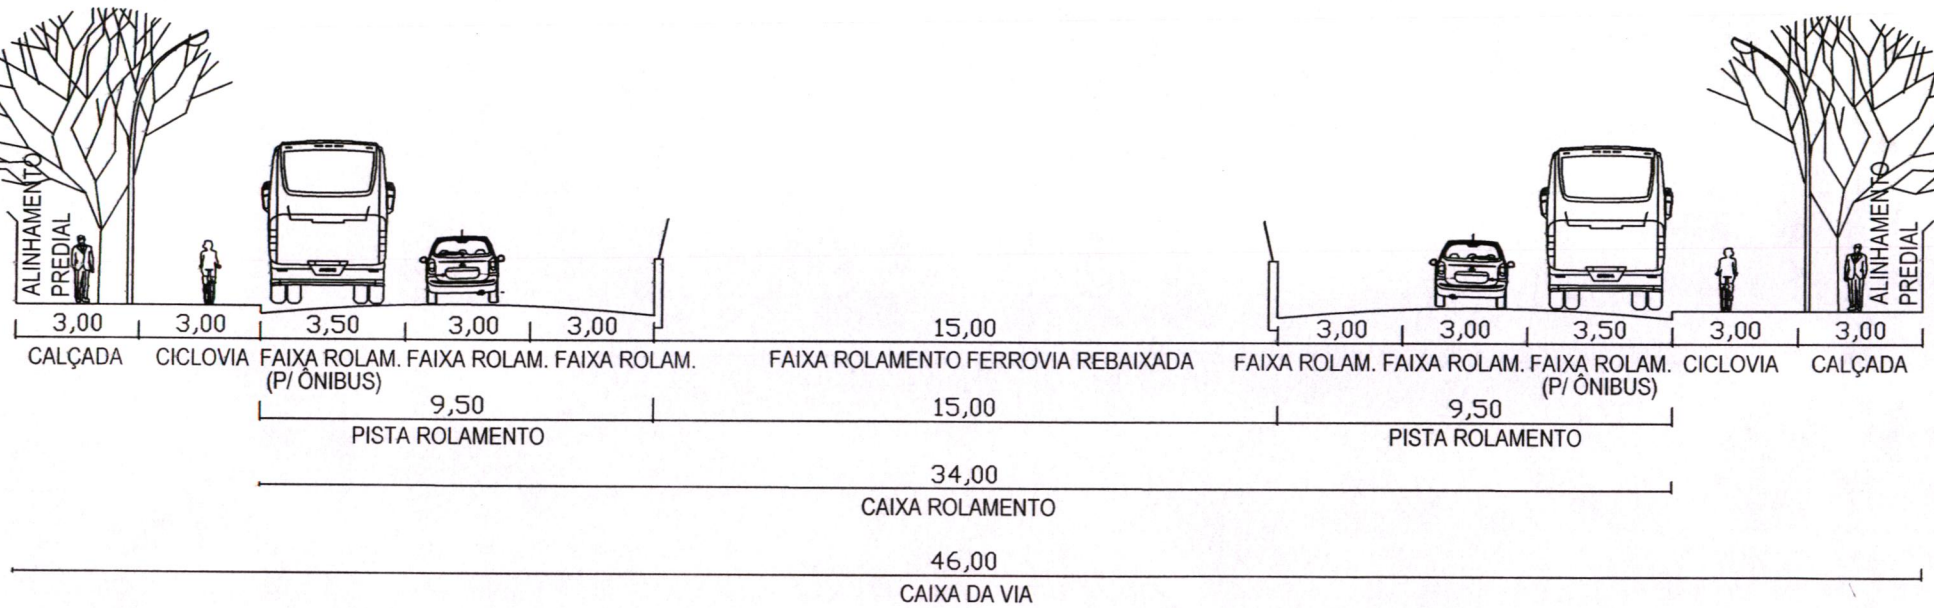 ALINHAMENTO
PREDIAL
ALINHAMENTO
PREDIAL
3,00 3,00 3,50 3,00 3,00 15,00 3,00 3,00 3,50 3,00 3,00
CALÇADA CICLOVIA FAIXA ROLAM. FAIXA ROLAM. FAIXA ROLAM. FAIXA ROLAMENTO FERROVIA REBAIXADA FAIXA ROLAM. FAIXA ROLAM. FAIXA ROLAM. CICLOVIA CALÇADA
(P/ ÔNIBUS) (P/ ÔNIBUS)
9,50 15,00 9,50
PISTA ROLAMENTO PISTA ROLAMENTO
34,00
CAIXA ROLAMENTO
46,00
CAIXA DA VIA